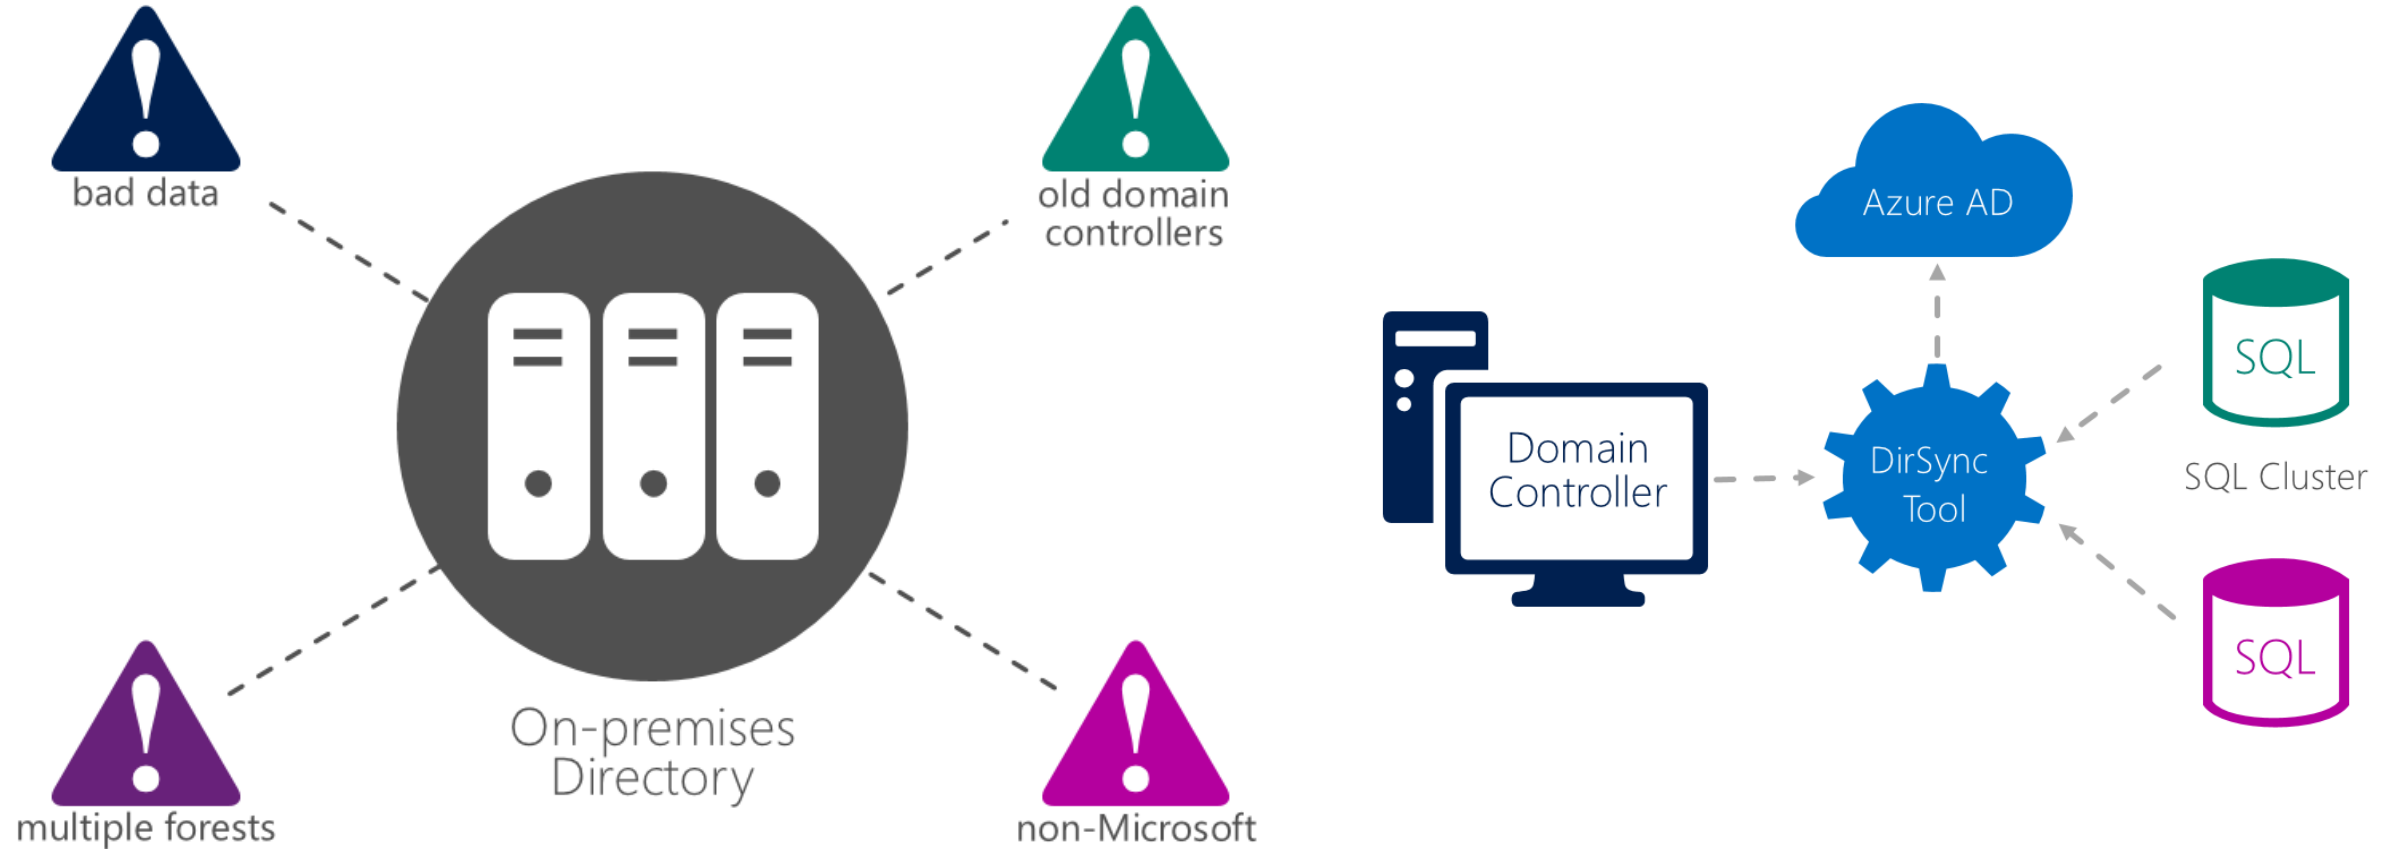 bad data
old domain
controllers
On-premises
Directory
multiple forests
non-Microsoft
Azure AD
Domain
Controller
DirSync
Tool
SQL
SQL Cluster
SQL